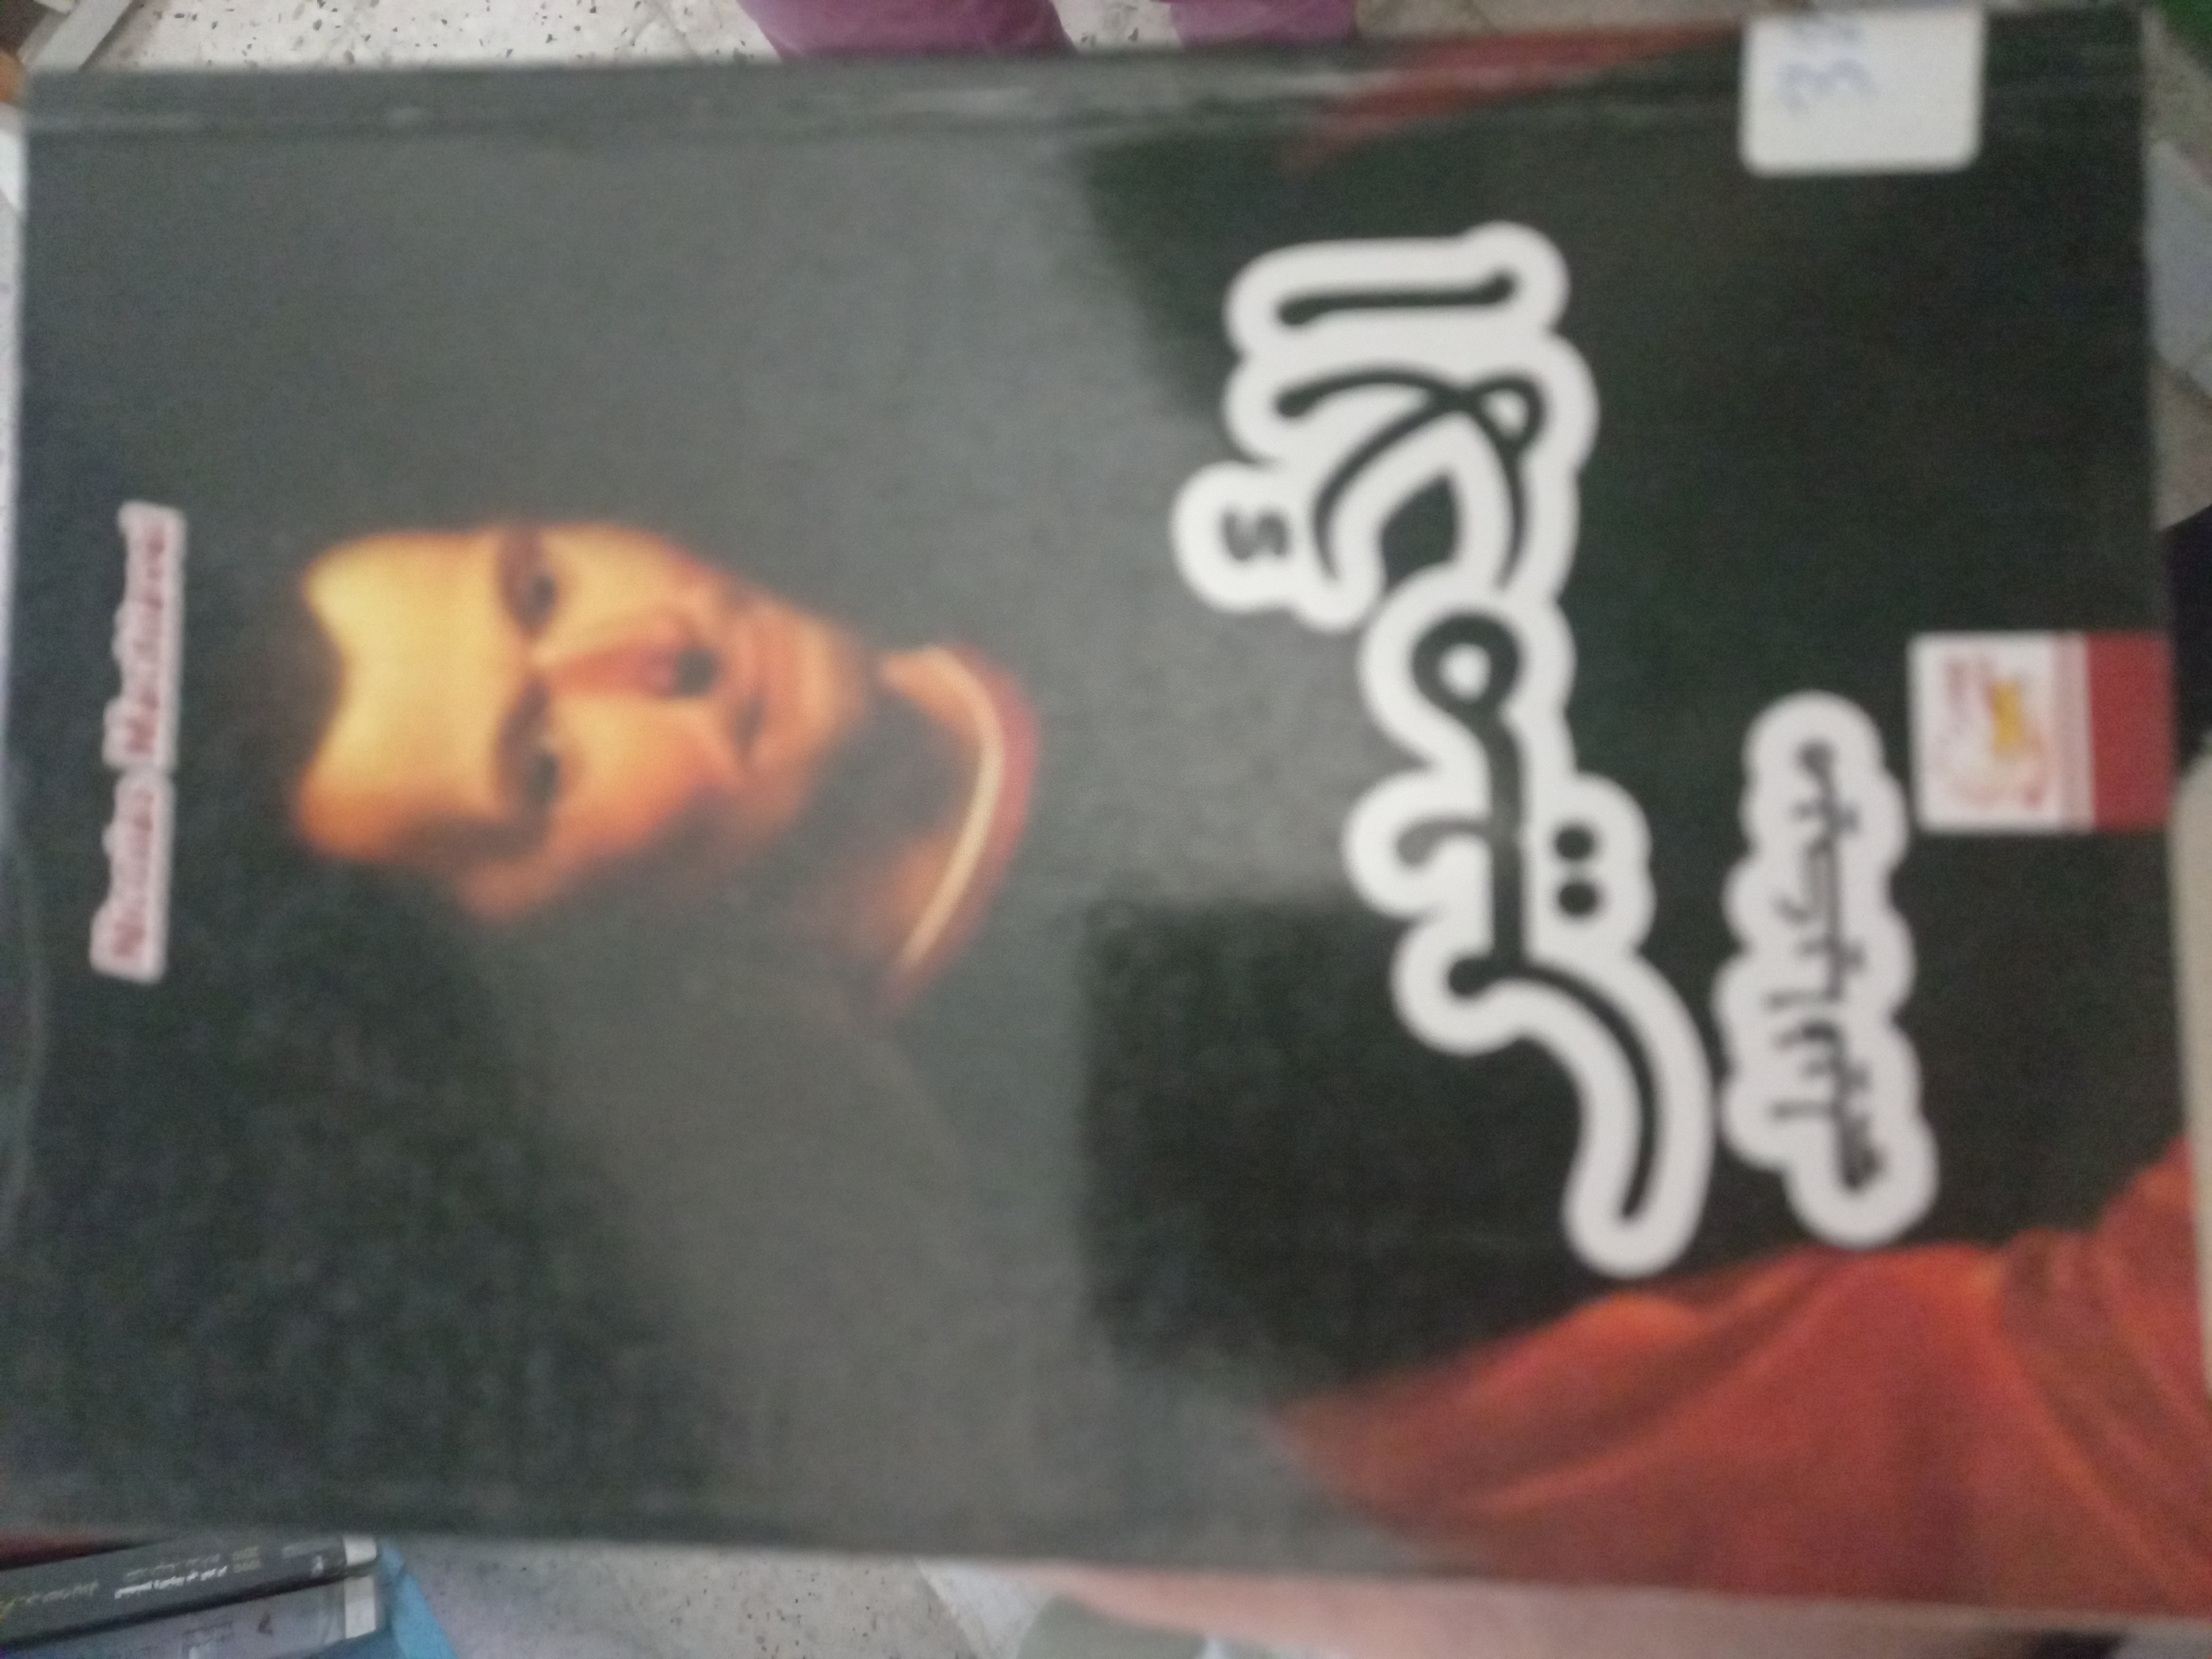 Nicolas Machiavel
الأمير
ميكيافيلي